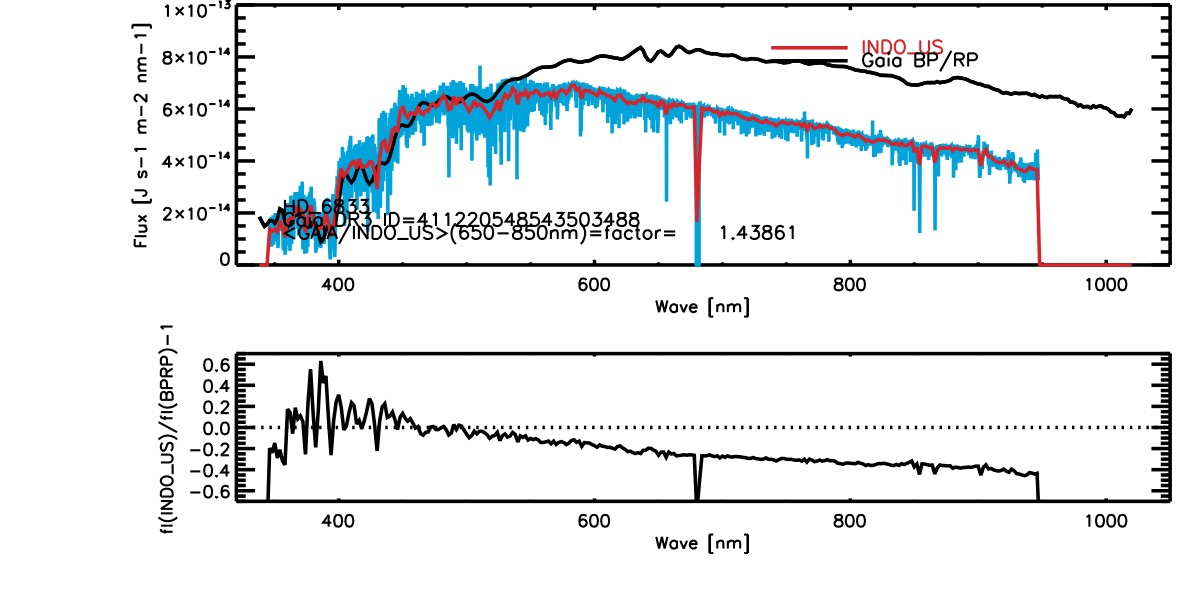 1×10-13
8×10-14
6×10-14
4×10-14
2×10-14
0
Flux [J s-1 m-2 nm-1]
INDO_US
Gaia BP/RP
HD_6833
Gaia DR3 ID=4112205485435034 88
<GAIA/INDO_US>(650-850nm)=factor= 1.43861
400 600 800 1000
Wave [nm]
fl(INDO_US)/fl(BPRP)-1
0.6
0.4
0.2
0.0
-0.2
-0.4
-0.6
400 600 800 1000
Wave [nm]